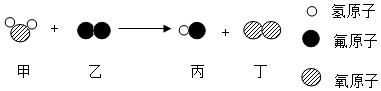 + + 氢原子
氟原子
甲 乙 丙 丁 氧原子